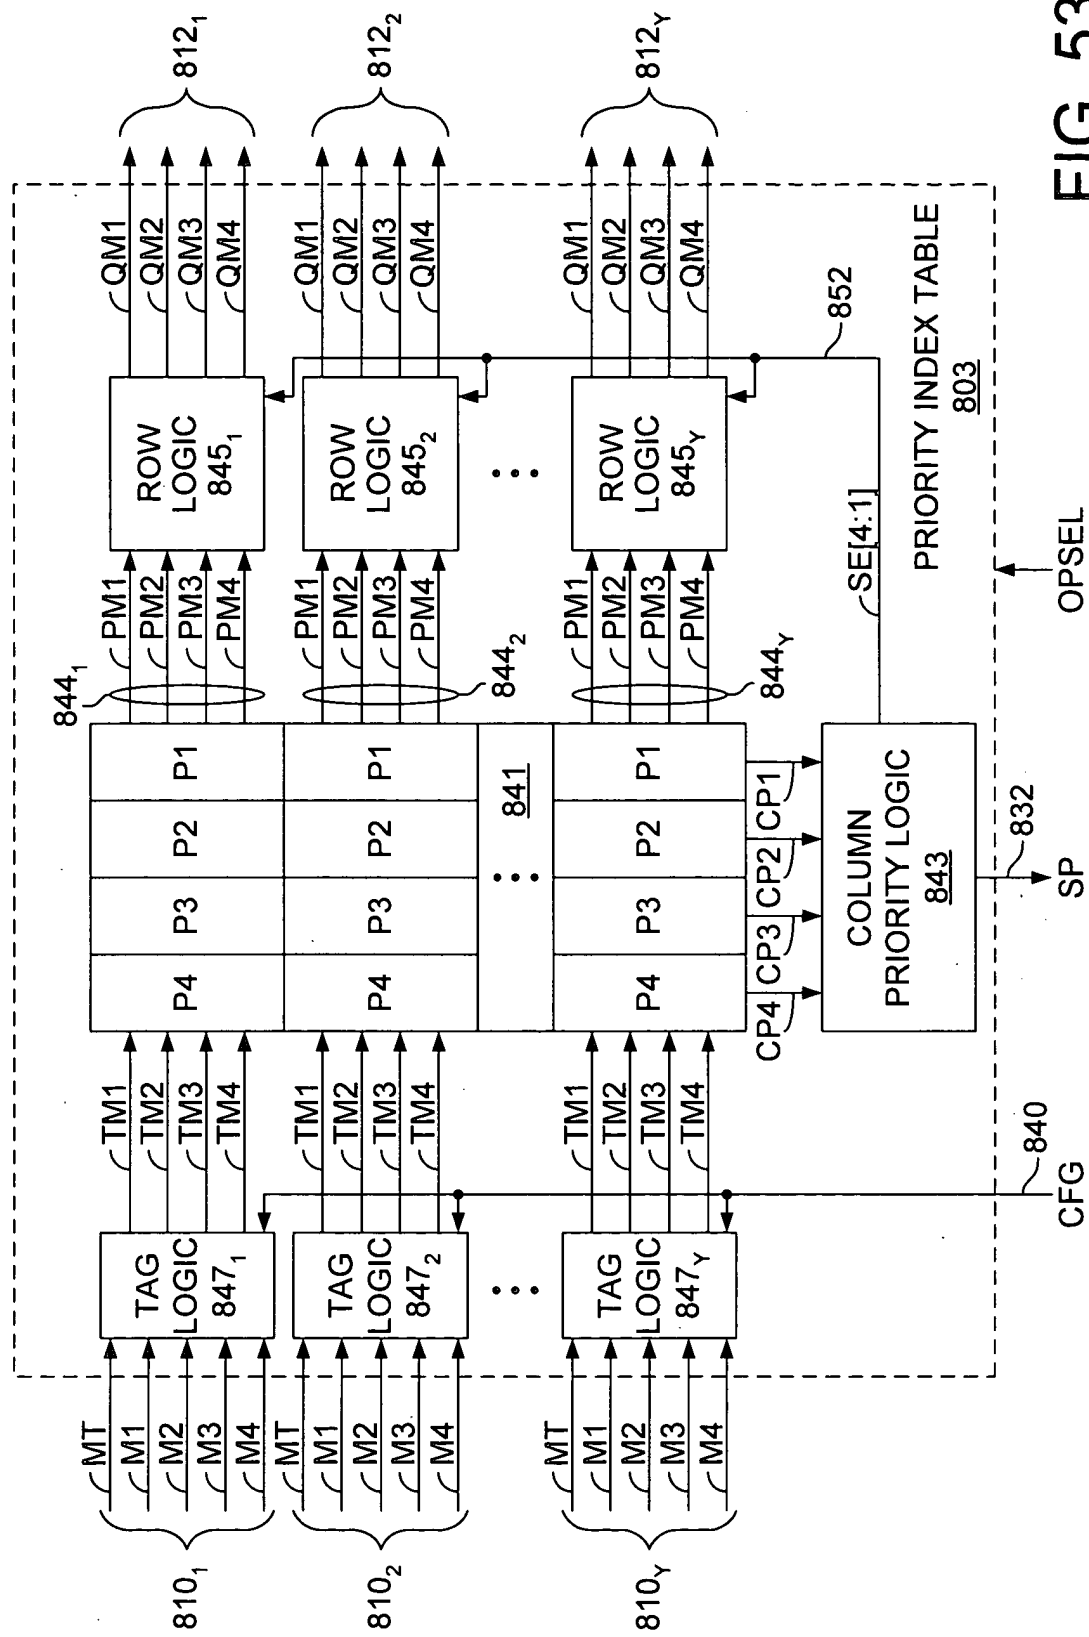 810₁
MT
M1
M2
M3
M4
810₂
MT
M1
M2
M3
M4
810Y
MT
M1
M2
M3
M4
TAG
LOGIC
847₁
TAG
LOGIC
847₂
TAG
LOGIC
847Y
TM1
TM2
TM3
TM4
TM1
TM2
TM3
TM4
TM1
TM2
TM3
TM4
P4 P3 P2 P1
P4 P3 P2 P1
841
P4 P3 P2 P1
844₁
PM1
PM2
PM3
PM4
844₂
PM1
PM2
PM3
PM4
844Y
PM1
PM2
PM3
PM4
ROW
LOGIC
845₁
ROW
LOGIC
845₂
ROW
LOGIC
845Y
QM1
QM2
QM3
QM4
QM1
QM2
QM3
QM4
QM1
QM2
QM3
QM4
812₁
812₂
812Y
CP4 CP3 CP2 CP1
COLUMN
PRIORITY LOGIC
843
SE[4:1]
852
PRIORITY INDEX TABLE
803
840
CFG
832
SP
OPSEL
FIG. 53